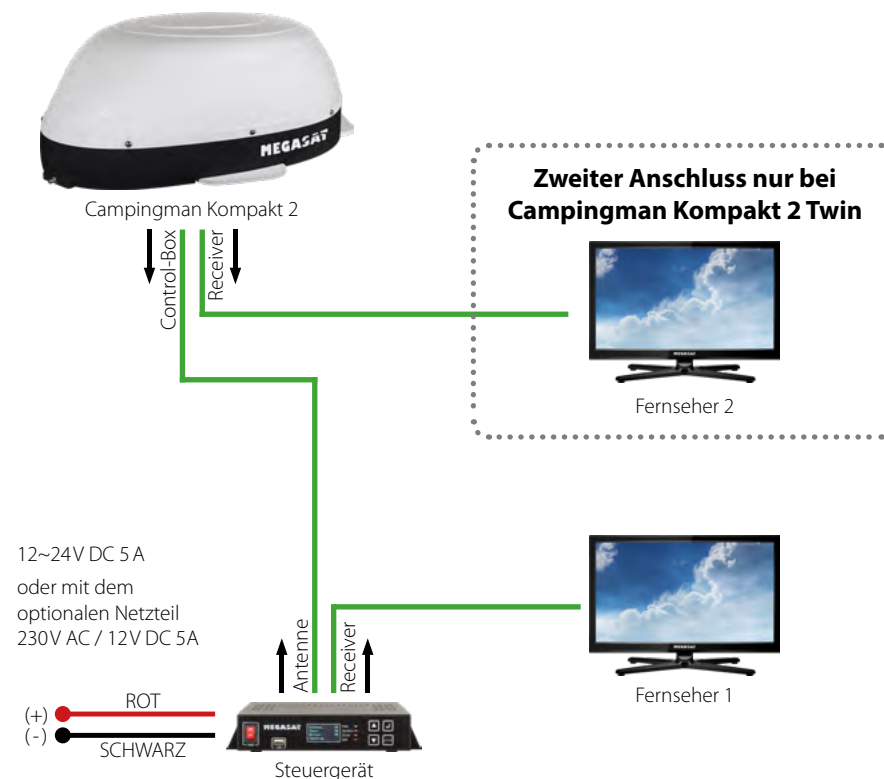 MEGASAT
Campingman Kompakt 2
Control-Box
Receiver
Zweiter Anschluss nur bei
Campingman Kompakt 2 Twin
MEGASAT
Fernseher 2
12~24V DC 5A
oder mit dem
optionalen Netzteil
230V AC / 12V DC 5A
Antenne
Receiver
MEGASAT
Fernseher 1
(+)
ROT
(-)
SCHWARZ
MEGASAT
Steuergerät